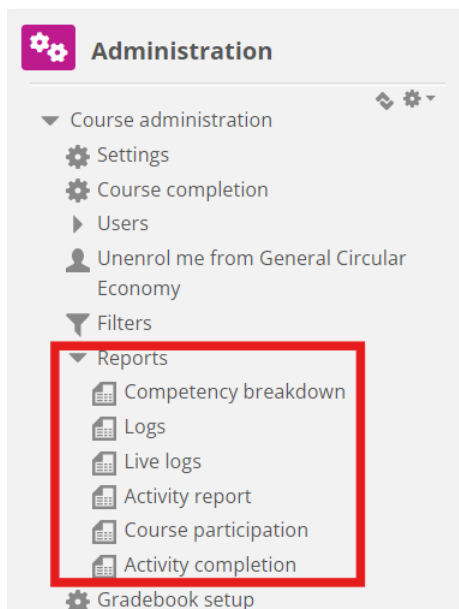 Administration
Course administration
Settings
Course completion
Users
Unenrol me from General Circular
Economy
Filters
Reports
Competency breakdown
Logs
Live logs
Activity report
Course participation
Activity completion
Gradebook setup